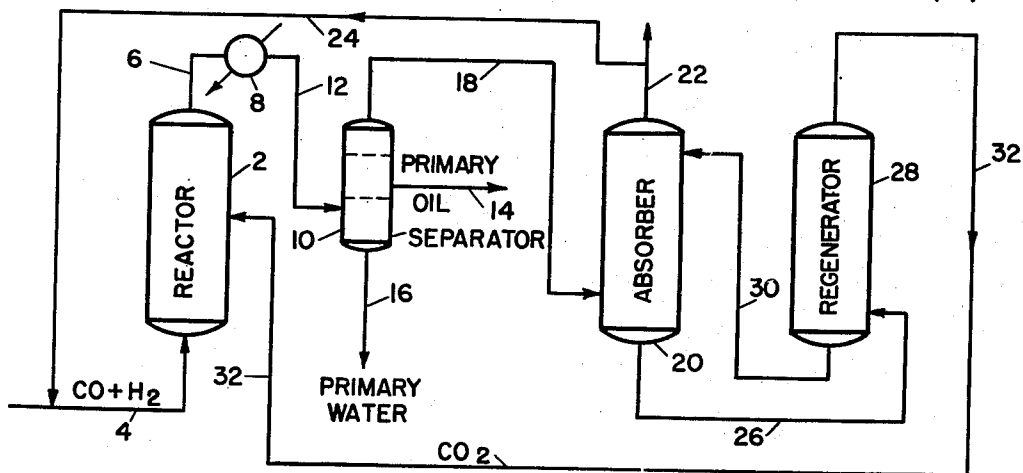 24
6
8
12
18
22
32
2
PRIMARY
OIL
14
10
SEPARATOR
REACTOR
ABSORBER
REGENERATOR
28
16
30
20
32
CO+H2
4
PRIMARY
WATER
26
CO2